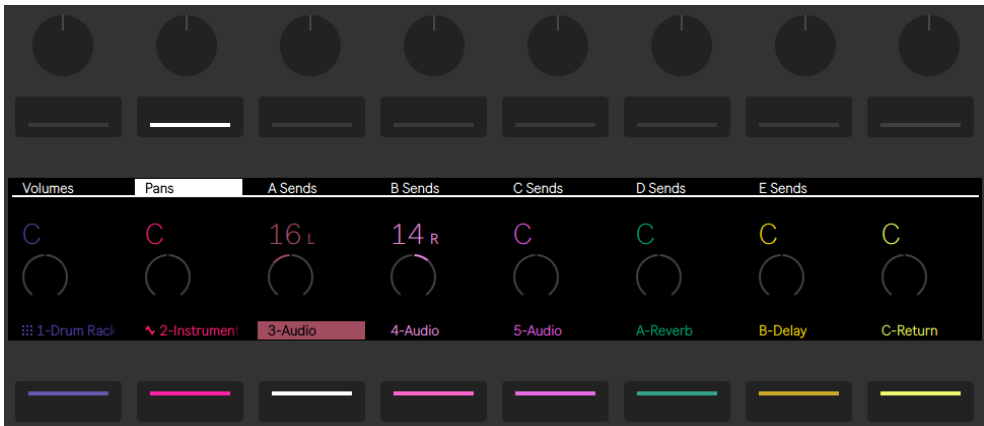 Volumes Pans A Sends B Sends C Sends D Sends E Sends
C C 16 L 14 R C C C C
1-Drum Rack 2-Instrument 3-Audio 4-Audio 5-Audio A-Reverb B-Delay C-Return